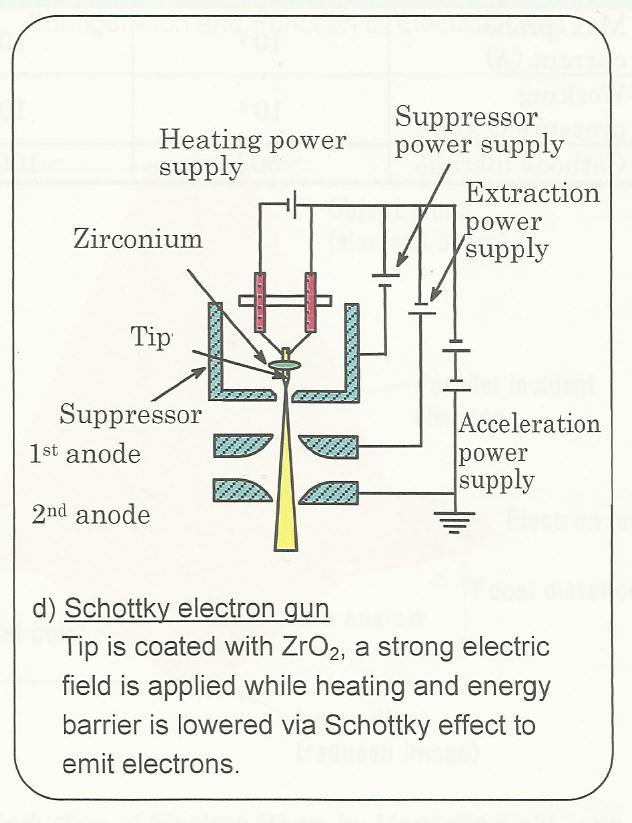 Suppressor
power supply
Heating power
supply
Extraction
power
supply
Zirconium
Tip
Suppressor
1st anode
Acceleration
power
supply
2nd anode
d) Schottky electron gun
Tip is coated with ZrO₂, a strong electric
field is applied while heating and energy
barrier is lowered via Schottky effect to
emit electrons.